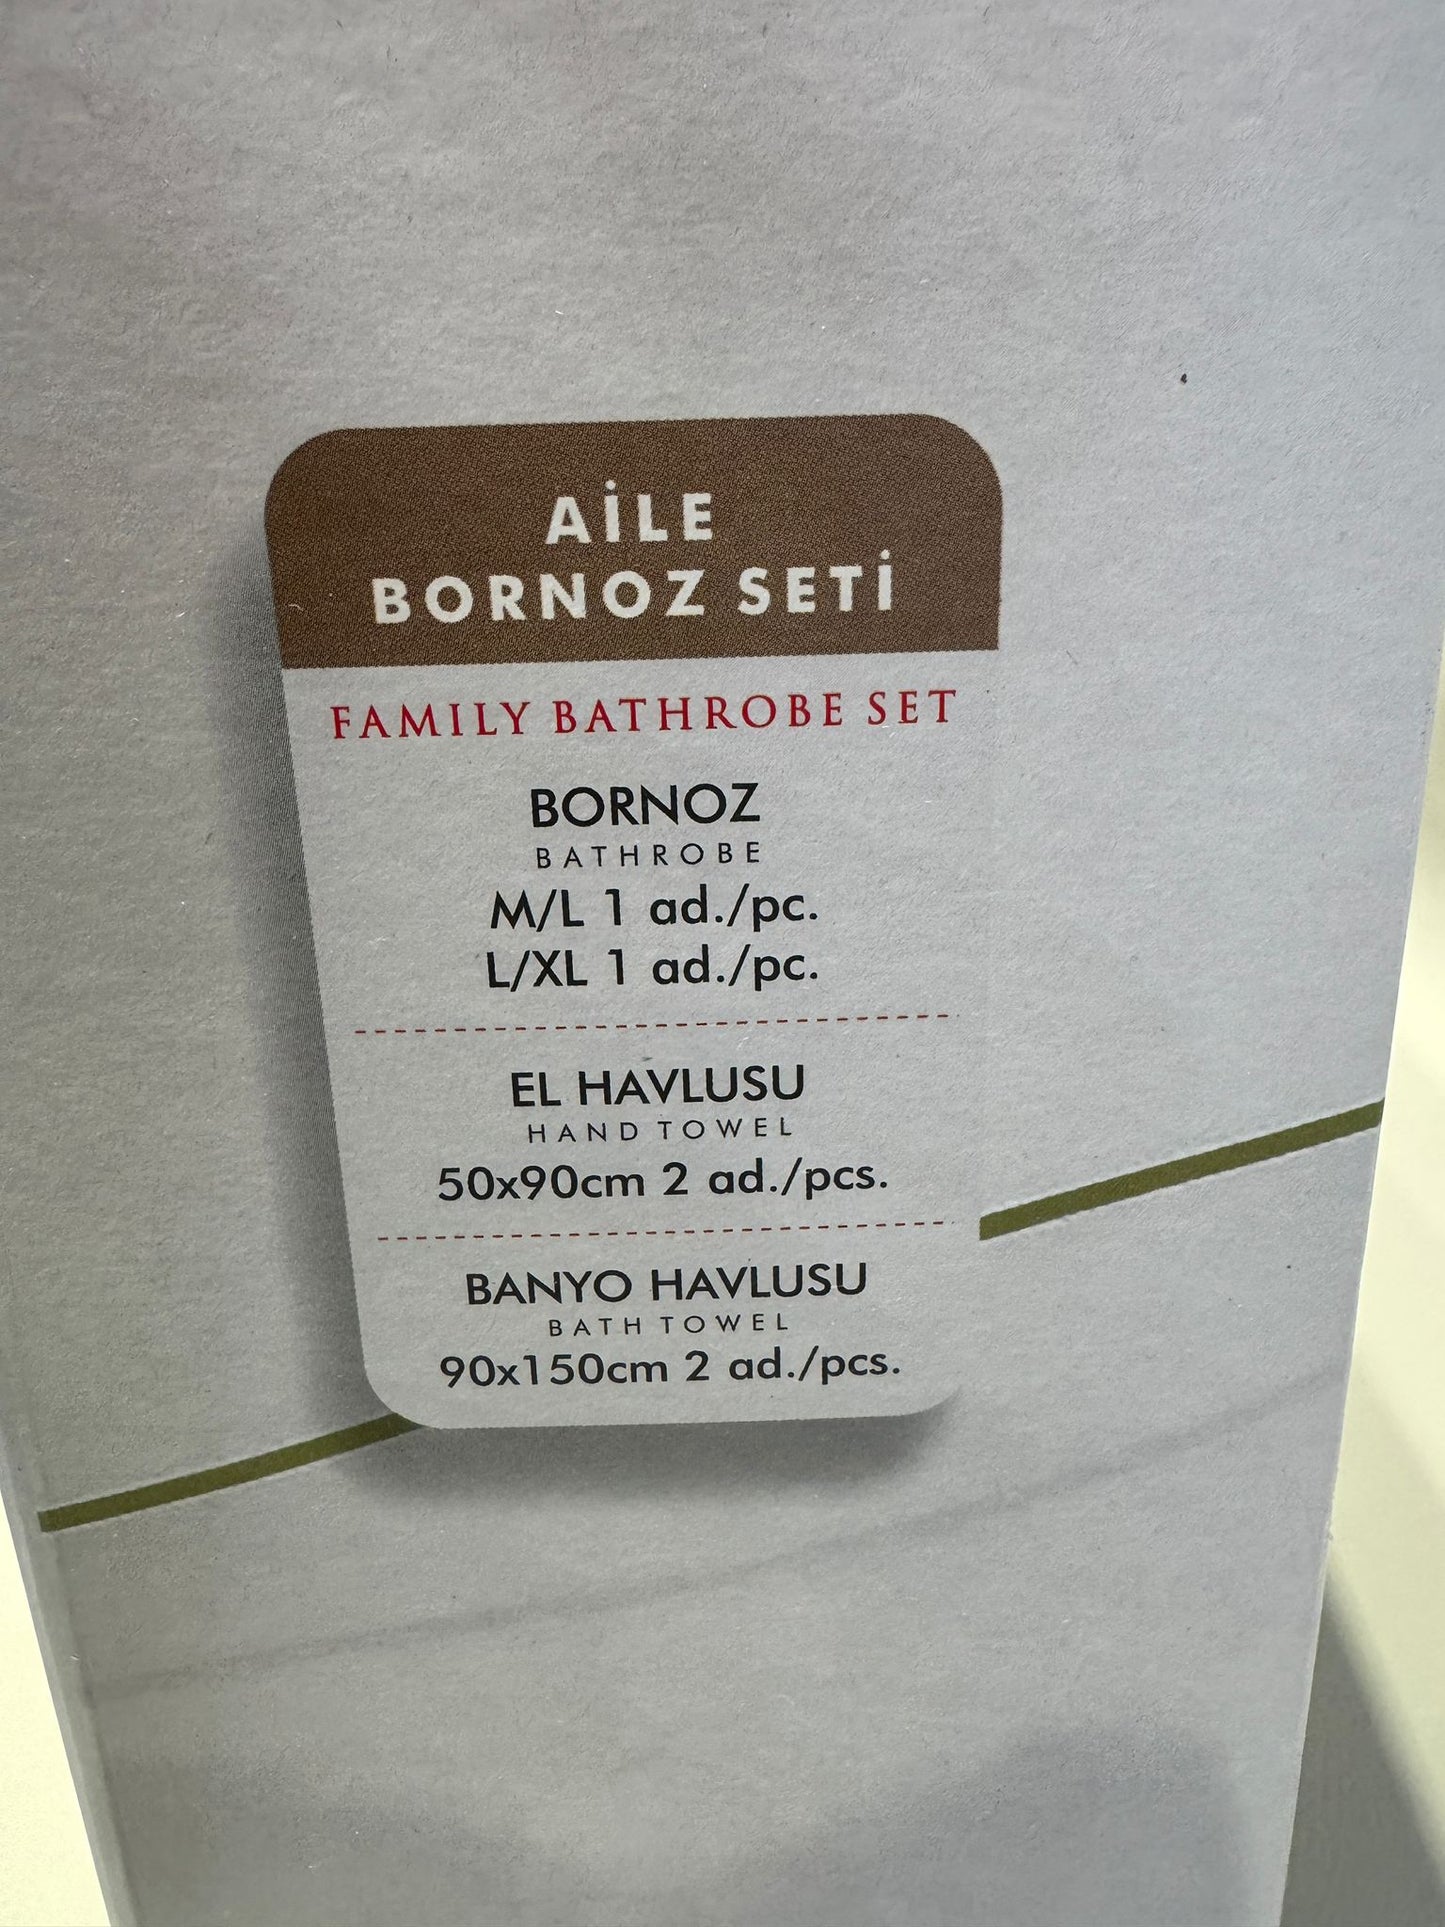 AİLE
BORNOZ SETİ
FAMILY BATHROBE SET
BORNOZ
BATHROBE
M/L 1 ad./pc.
L/XL 1 ad./pc.
EL HAVLUSU
HAND TOWEL
50x90cm 2 ad./pcs.
BANYO HAVLUSU
BATH TOWEL
90x150cm 2 ad./pcs.